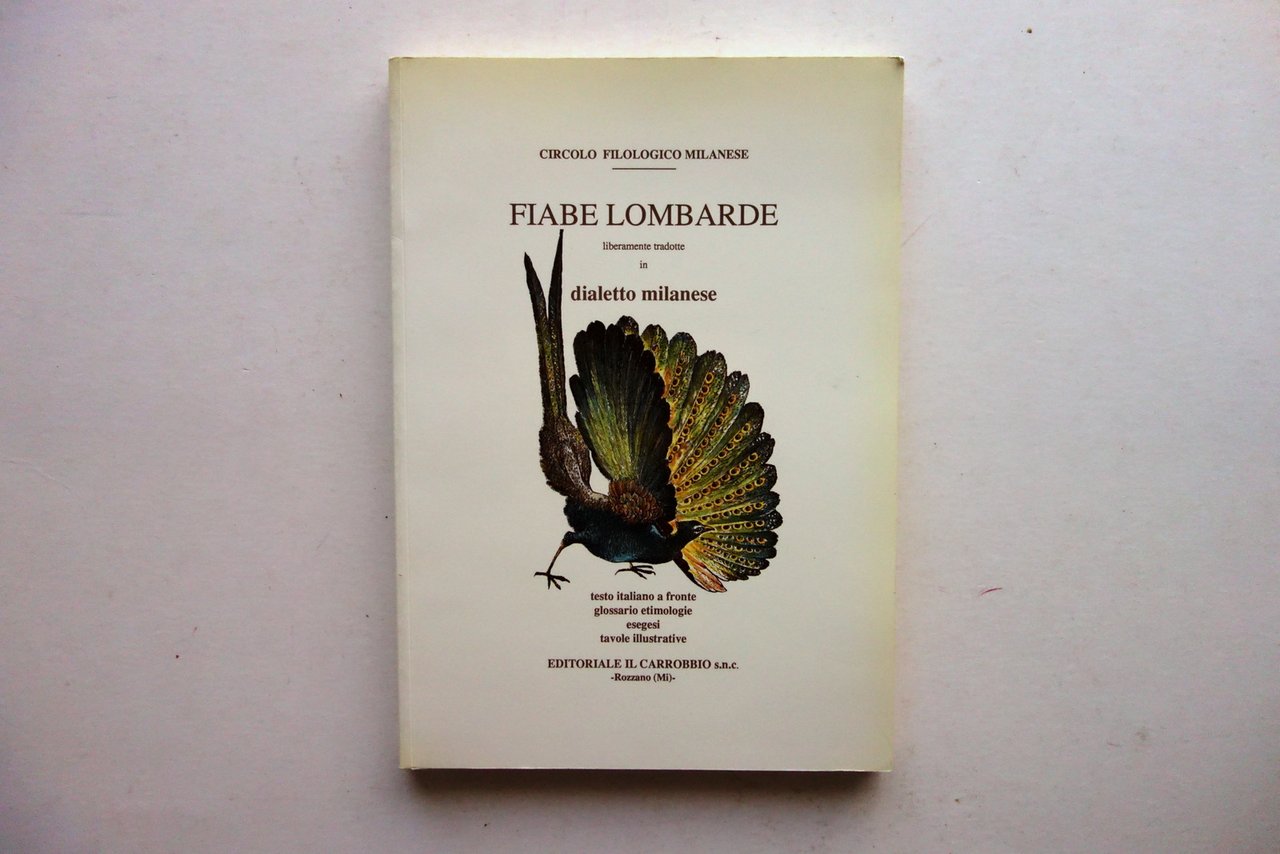 CIRCOLO FILOLOGICO MILANESE
FIABE LOMBARDE
liberamente tradotte
in
dialetto milanese
testo italiano a fronte
glossario etimologie
esegesi
tavole illustrative
EDITORIALE IL CARROBBIO s.n.c.
-Rozzano (Mi)-